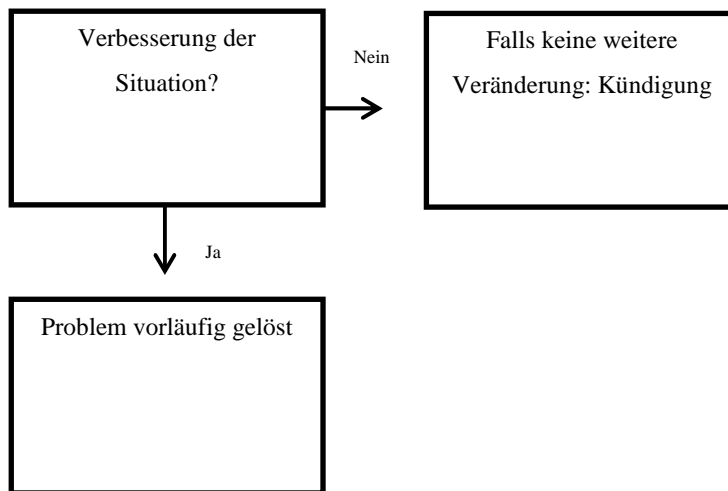 Verbesserung der
Situation?
Nein
Falls keine weitere
Veränderung: Kündigung
Ja
Problem vorläufig gelöst